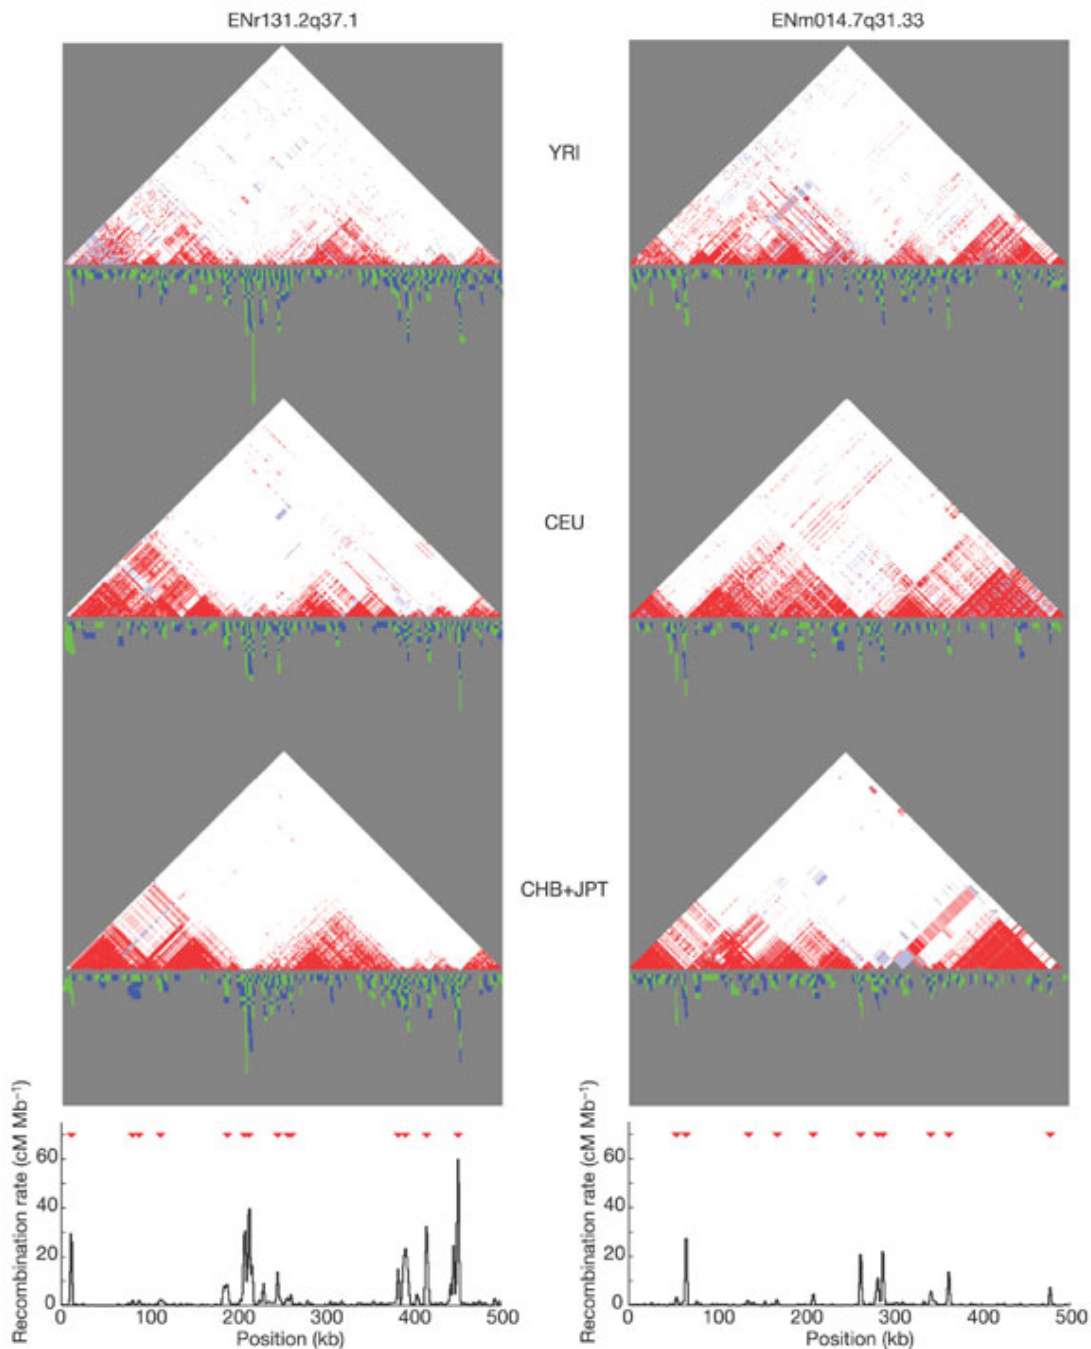 ENr131.2q37.1
ENm014.7q31.33
YRI
CEU
CHB+JPT
Recombination rate (cM Mb⁻¹)
60
40
20
0
0 100 200 300 400 500
Position (kb)
Recombination rate (cM Mb⁻¹)
60
40
20
0
0 100 200 300 400 500
Position (kb)